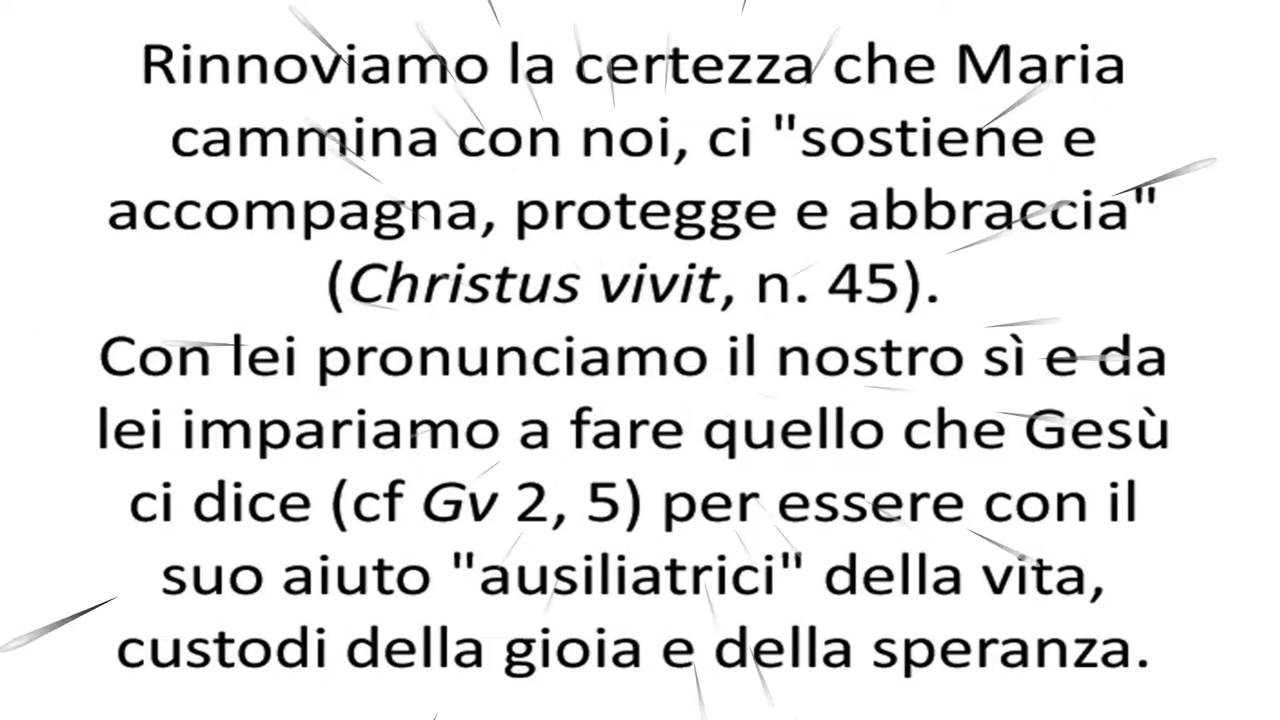 Rinnoviamo la certezza che Maria
cammina con noi, ci "sostiene e
accompagna, protegge e abbraccia"
(Christus vivit, n. 45).
Con lei pronunciamo il nostro sì e da
lei impariamo a fare quello che Gesù
ci dice (cf Gv 2, 5) per essere con il
suo aiuto "ausiliatrici" della vita,
custodi della gioia e della speranza.